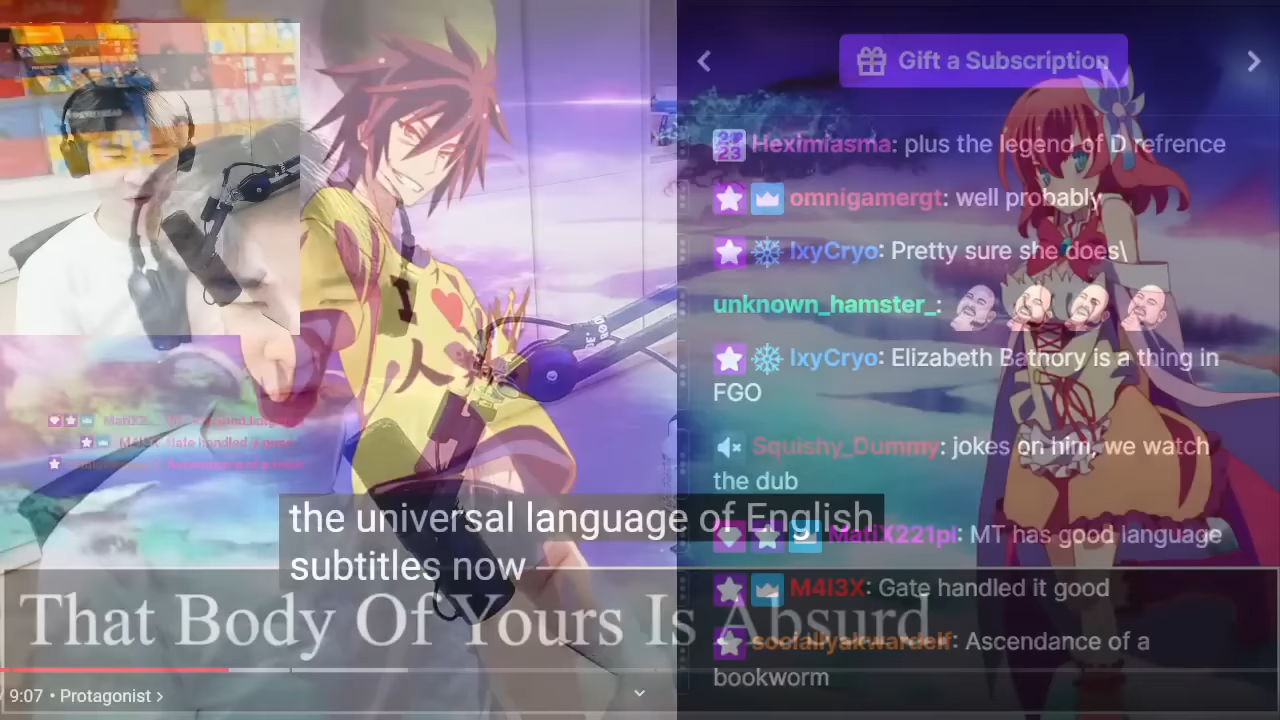 Gift a Subscription
Heximiasma: plus the legend of D refrence
omnigamergt: well probably
IxyCryo: Pretty sure she does\
unknown_hamster_:
IxyCryo: Elizabeth Bathory is a thing in
FGO
Squishy_Dummy: jokes on him, we watch
the dub
MatiX221pl: MT has good language
M4I3X: Gate handled it good
sociallyakwardelf: Ascendance of a
bookworm
I
人
the universal language of English
subtitles now
That Body Of Yours Is Absurd
9:07 • Protagonist >